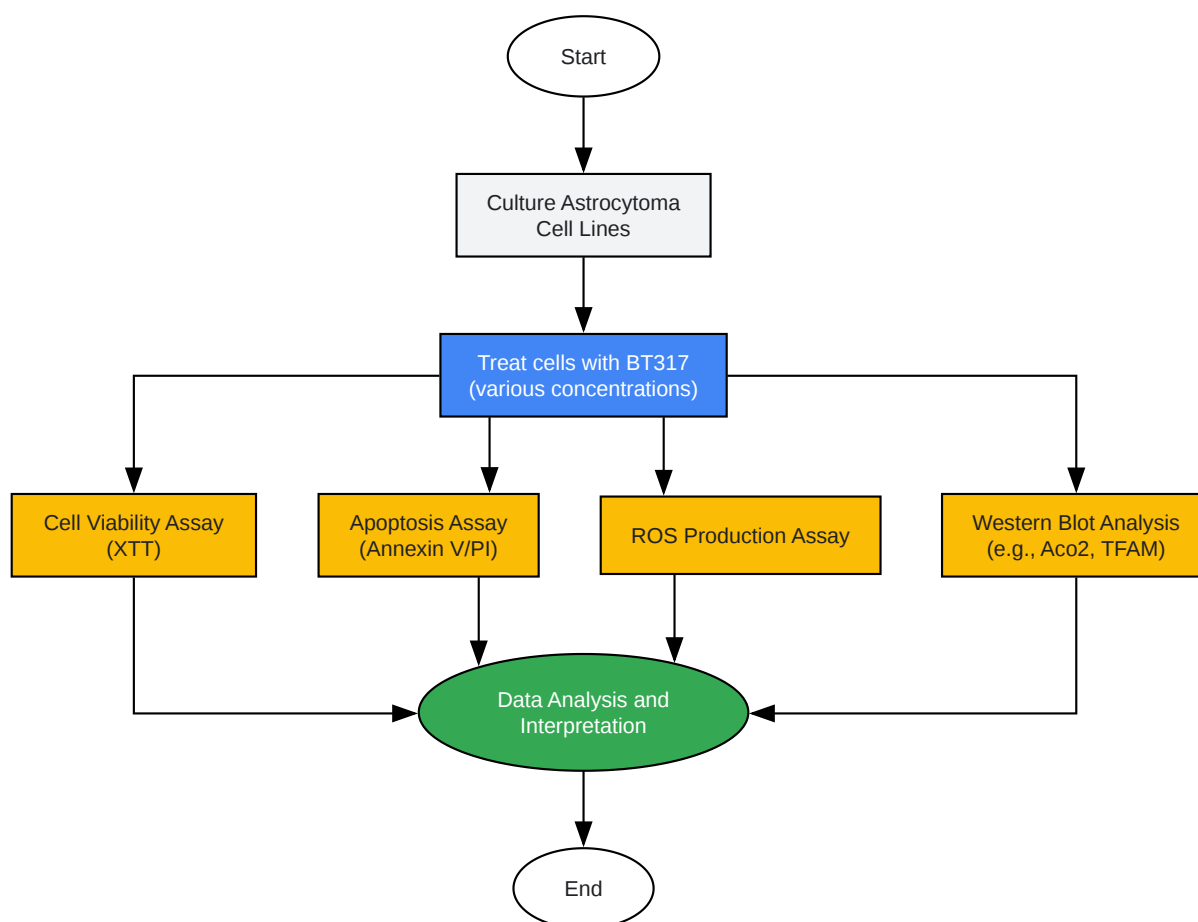 Start
Culture Astrocytoma
Cell Lines
Treat cells with BT317
(various concentrations)
Cell Viability Assay
(XTT)
Apoptosis Assay
(Annexin V/PI)
ROS Production Assay
Western Blot Analysis
(e.g., Aco2, TFAM)
Data Analysis and
Interpretation
End